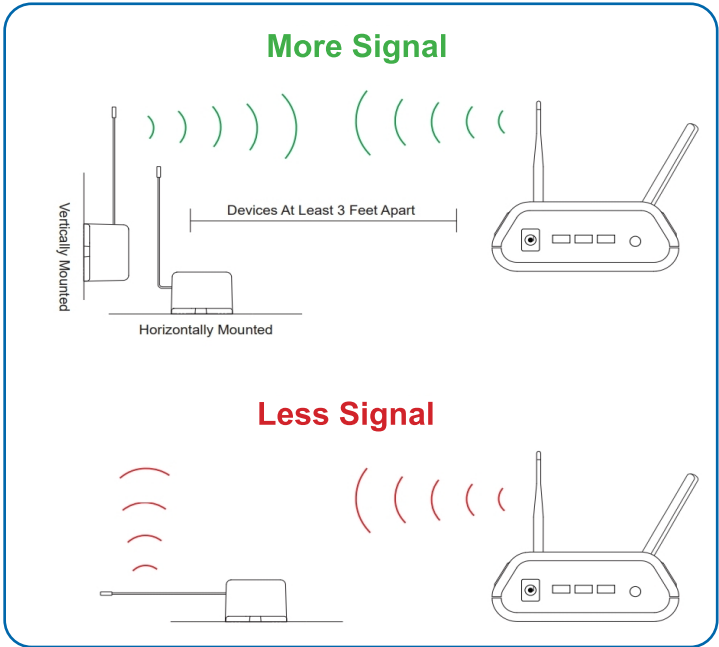 More Signal
Devices At Least 3 Feet Apart
Vertically Mounted
Horizontally Mounted
Less Signal